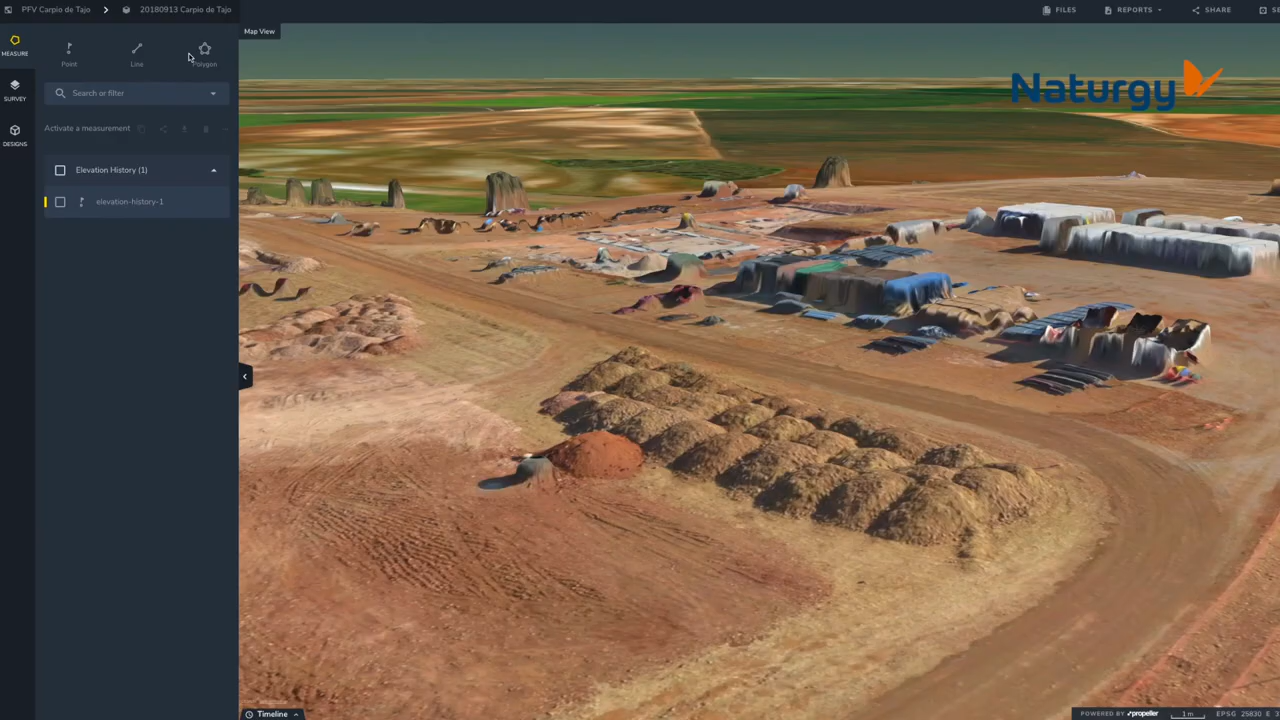 PFV Carpio de Tajo
20180913 Carpio de Tajo
FILES
REPORTS
SHARE
MEASURE
SURVEY
DESIGNS
Point
Line
Polygon
Search or filter
Activate a measurement
Elevation History (1)
elevation-history-1
Map View
Naturgy
Timeline
POWERED BY propeller
1 m
EPSG 25830 E